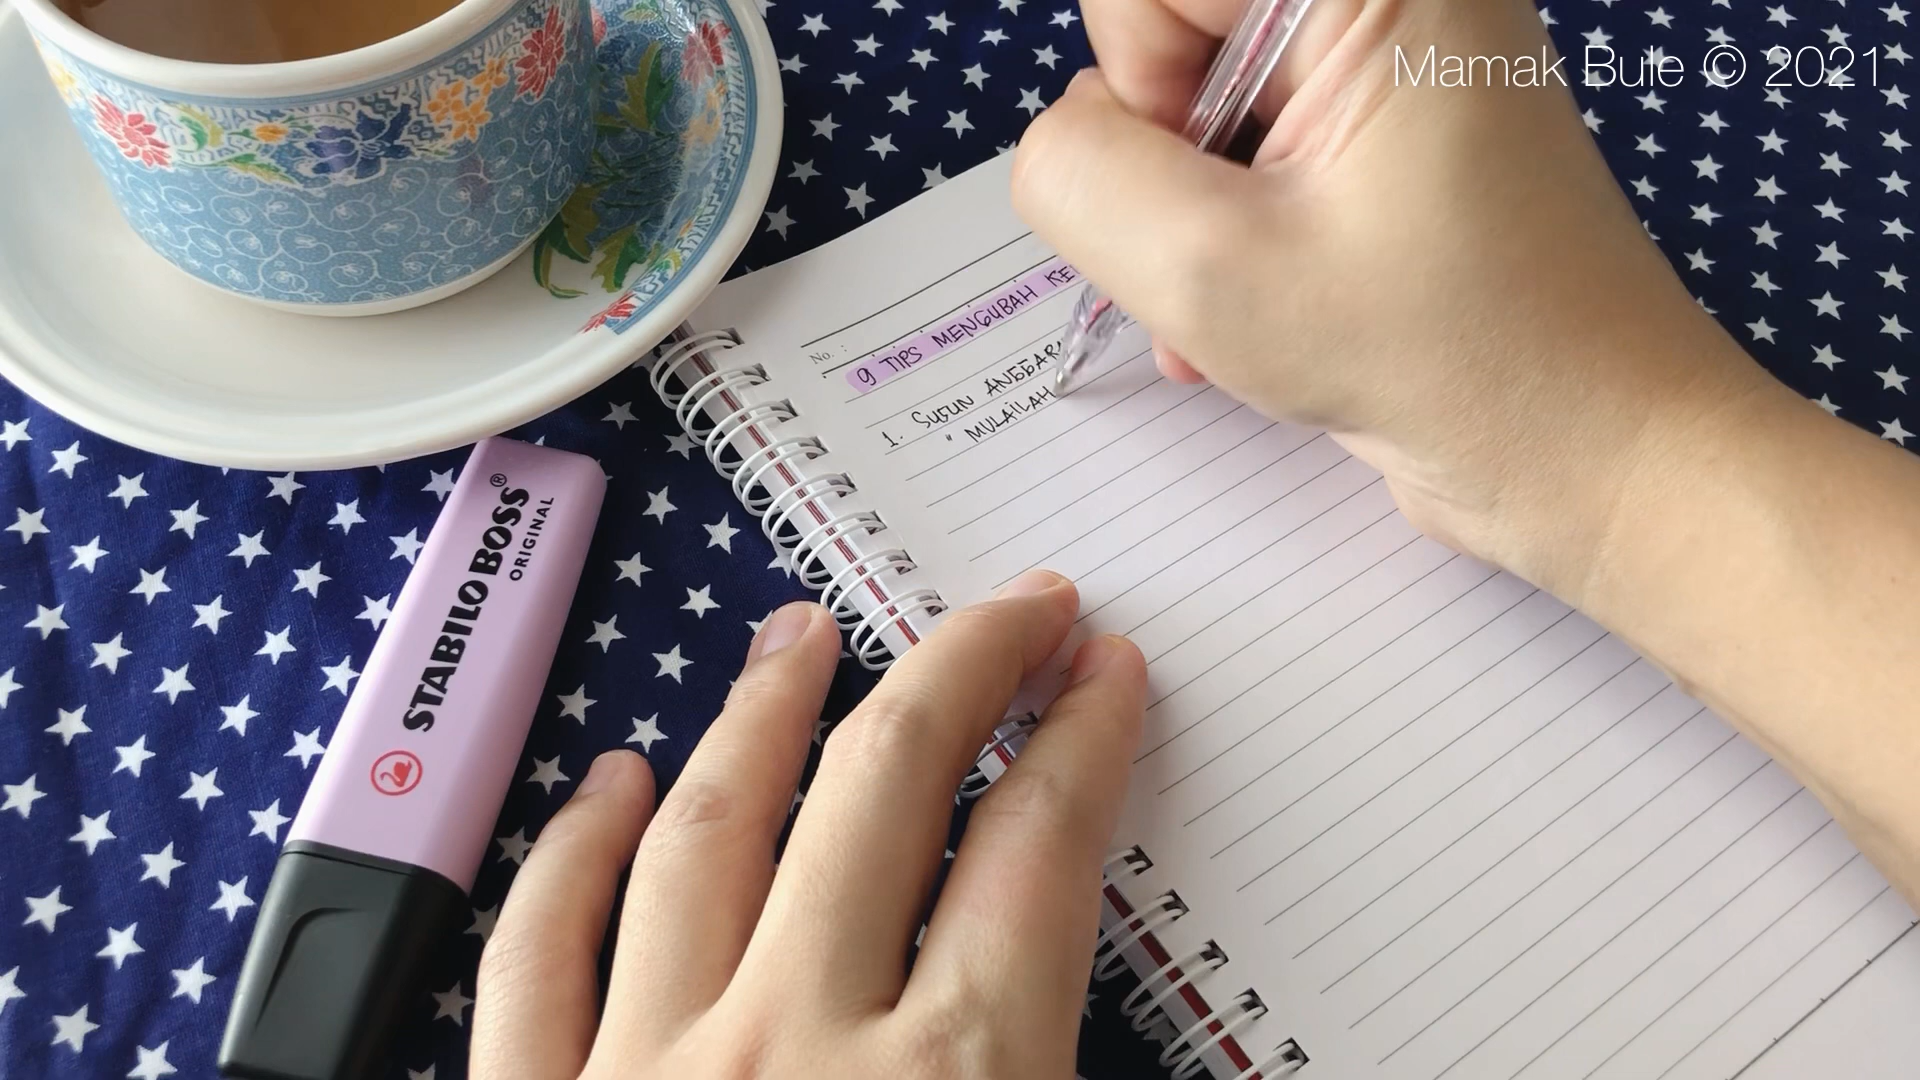 Mamak Bule © 2021
No. :
9 TIPS MENGUBAH KE
1. SUSUN ANGGARA
" MULAILAH
STABILO BOSS®
ORIGINAL